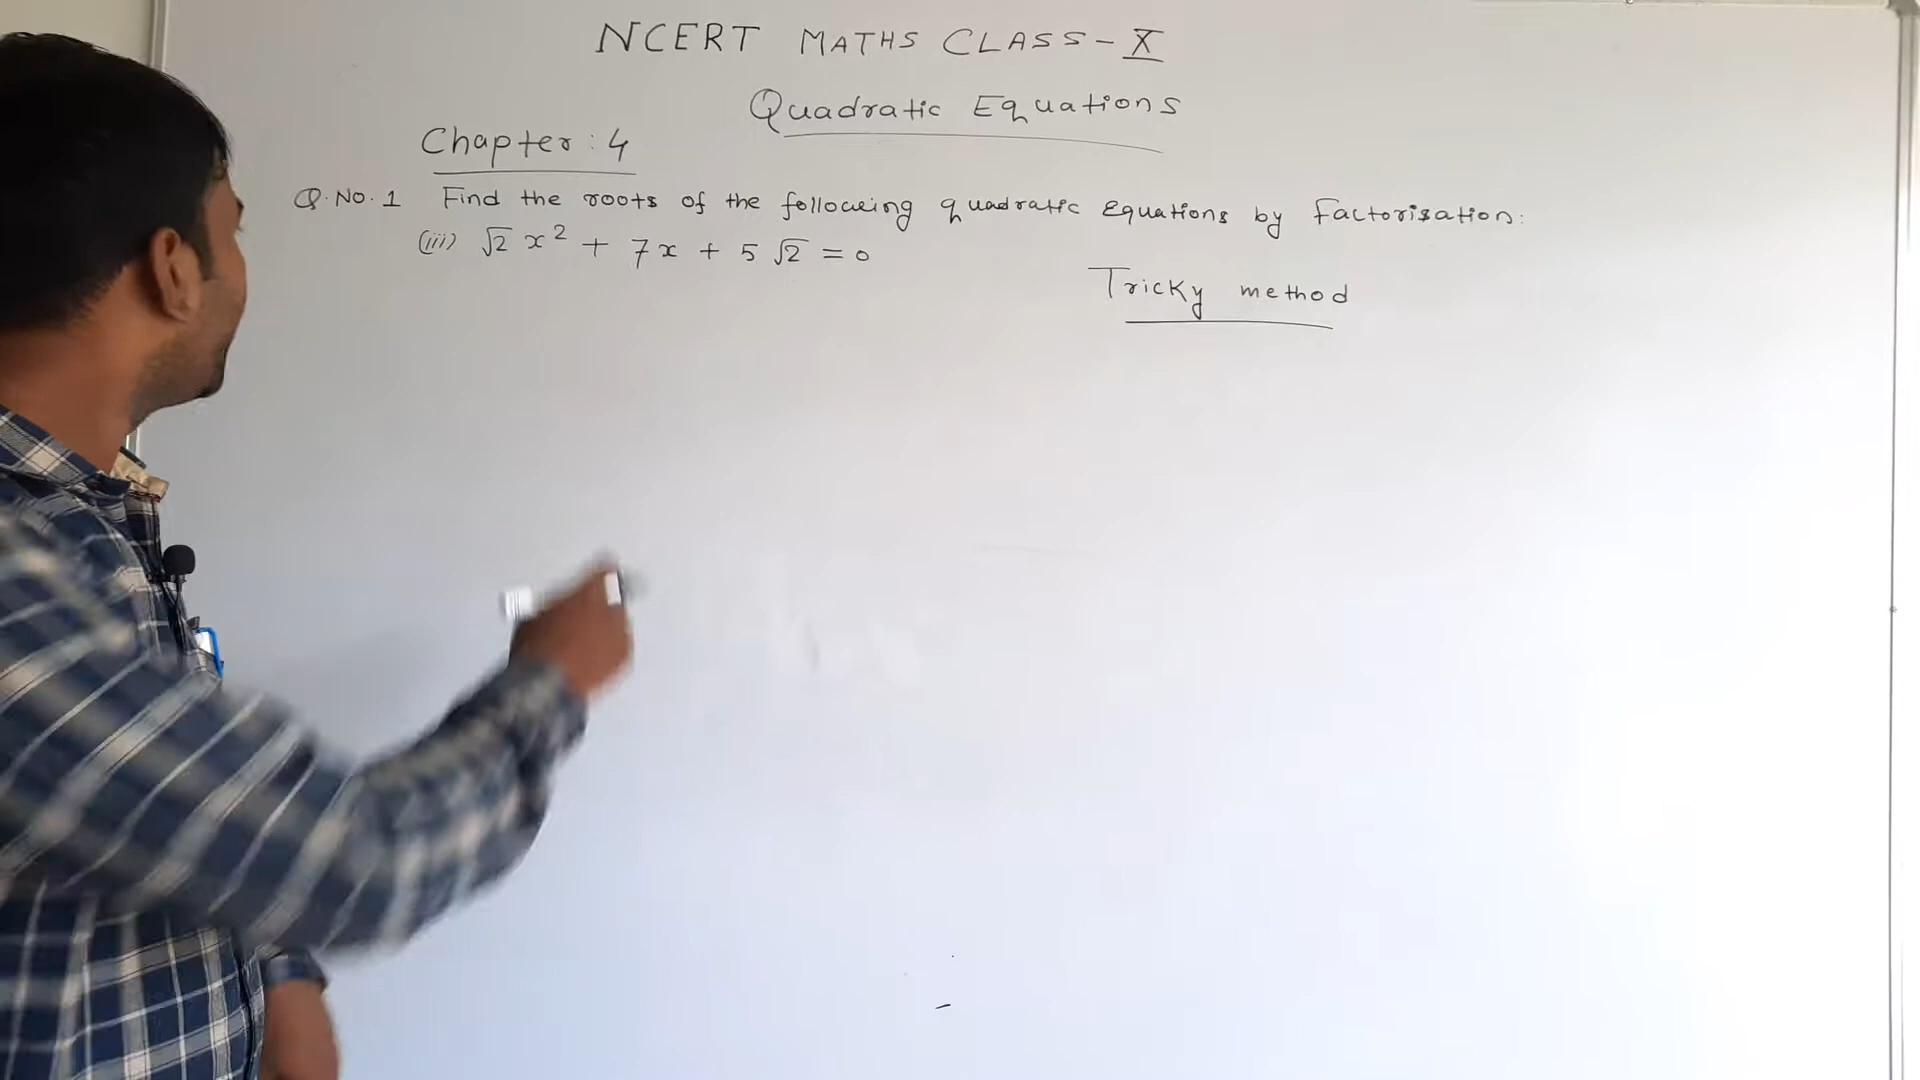 NCERT MATHS CLASS-X
Quadratic Equations
Chapter: 4
Q. No. 1 Find the roots of the following quadratic Equations by Factorisation:
(iii) √2 x² + 7x + 5 √2 = 0
Tricky method